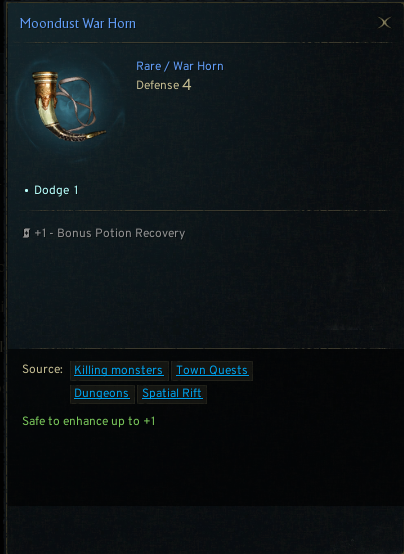 Moondust War Horn
Rare / War Horn
Defense 4
• Dodge 1
+1 - Bonus Potion Recovery
Source: Killing monsters Town Quests
Dungeons Spatial Rift
Safe to enhance up to +1